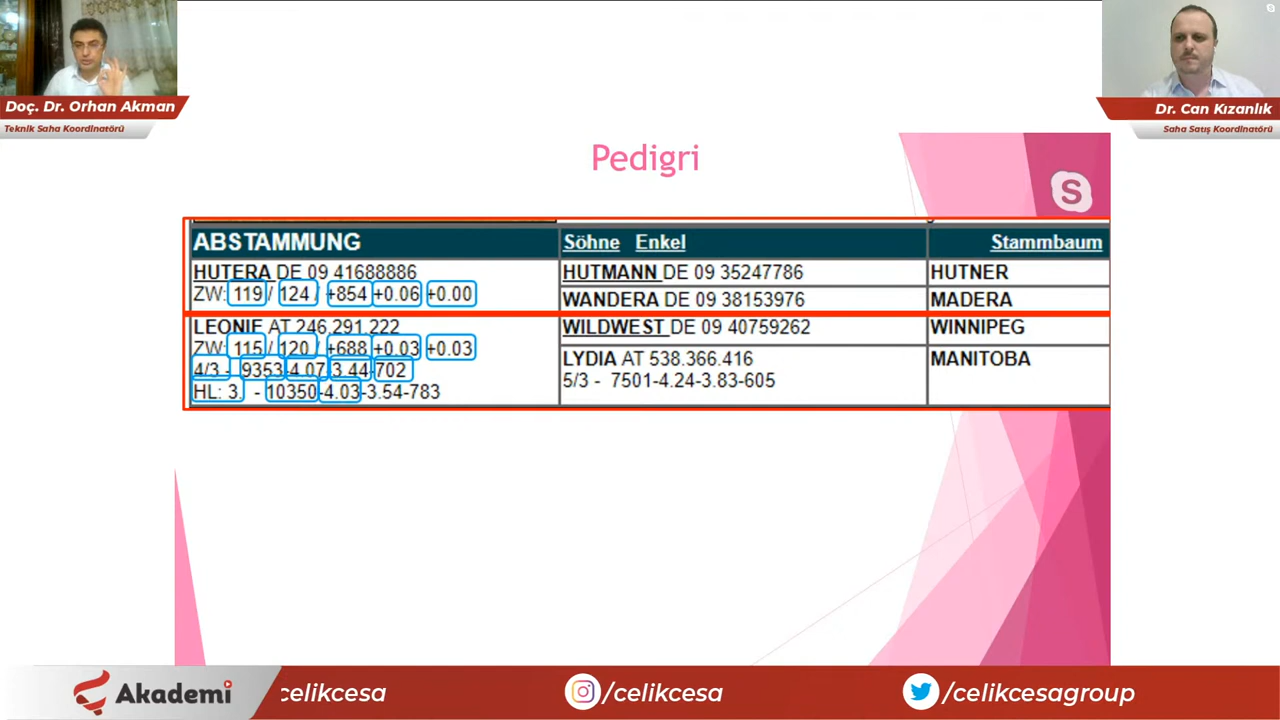 Doç. Dr. Orhan Akman
Teknik Saha Koordinatörü
Dr. Can Kızanlık
Saha Satış Koordinatörü
Pedigri
S
ABSTAMMUNG Söhne Enkel Stammbaum
HUTERA DE 09 41688886 HUTMANN DE 09 35247786 HUTNER
ZW: 119 / 124 / +854 +0.06 +0.00 WANDERA DE 09 38153976 MADERA
LEONIE AT 246.291.222 WILDWEST DE 09 40759262 WINNIPEG
ZW: 115 / 120 / +688 +0.03 +0.03 LYDIA AT 538.366.416 MANITOBA
4/3 - 9353-4.07-3.44-702 5/3 - 7501-4.24-3.83-605
HL: 3. - 10350-4.03-3.54-783
Akademi celikcesa /celikcesa /celikcesagroup